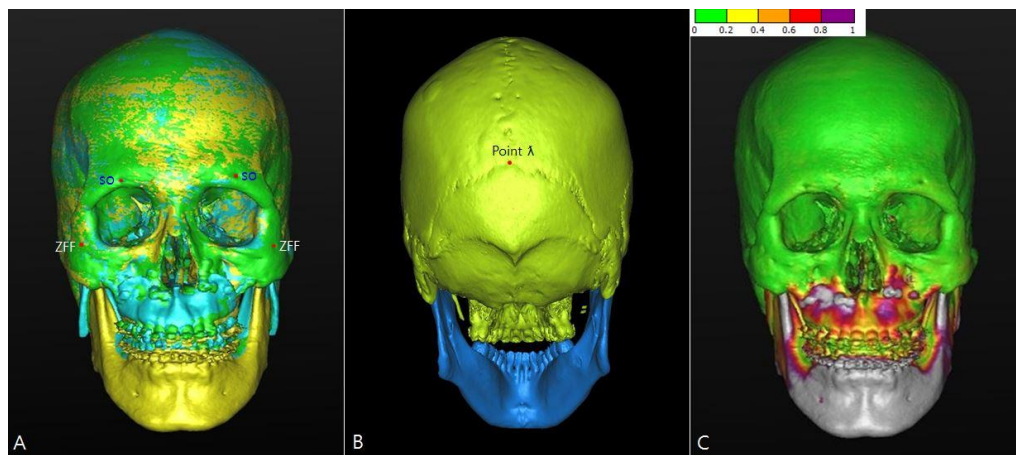 0 0.2 0.4 0.6 0.8 1
SO SO
ZFF ZFF
A
Point λ
B
C